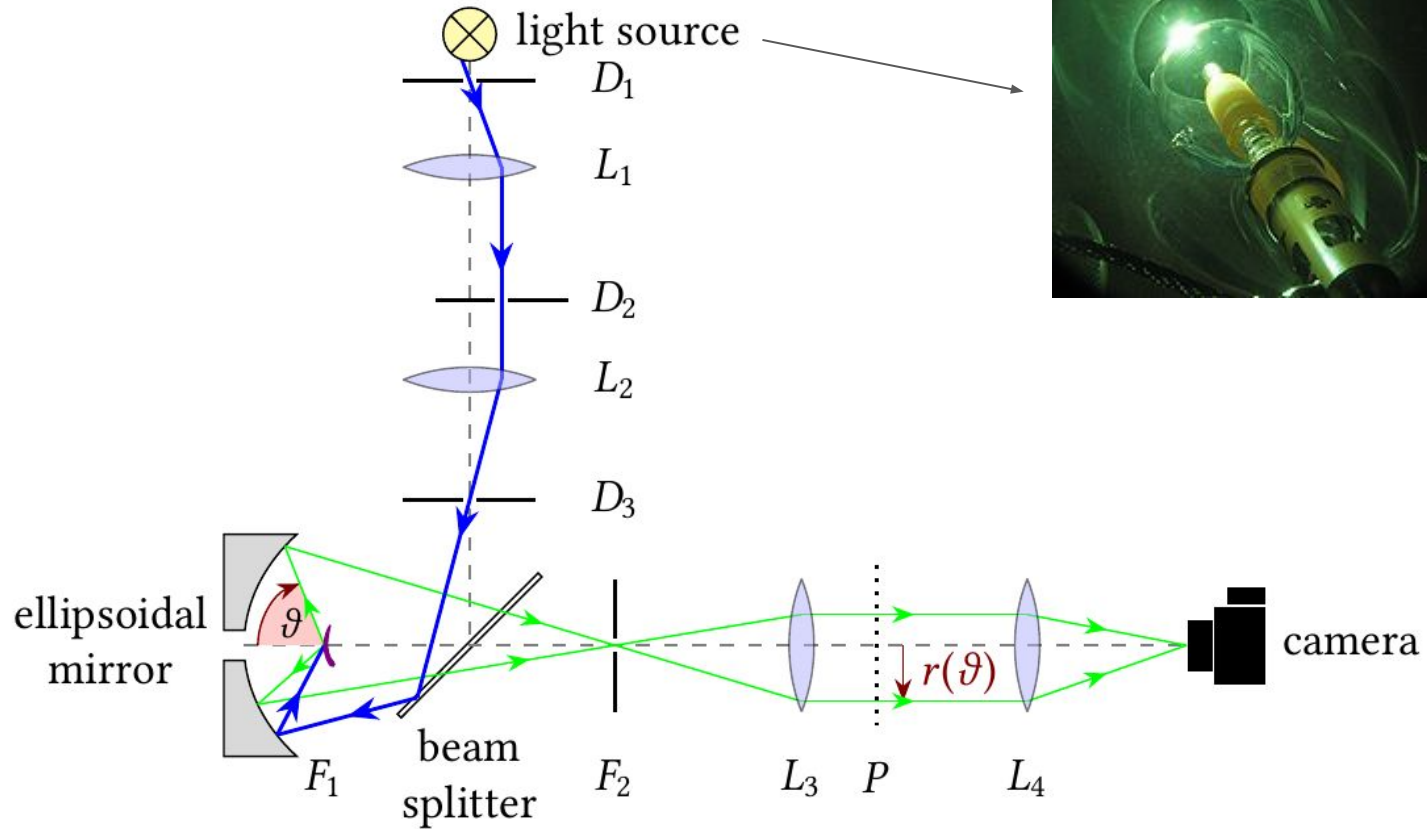 light source
D₁
L₁
D₂
L₂
D₃
ellipsoidal
mirror
ϑ
r(ϑ)
camera
beam
splitter
F₁
F₂
L₃
P
L₄